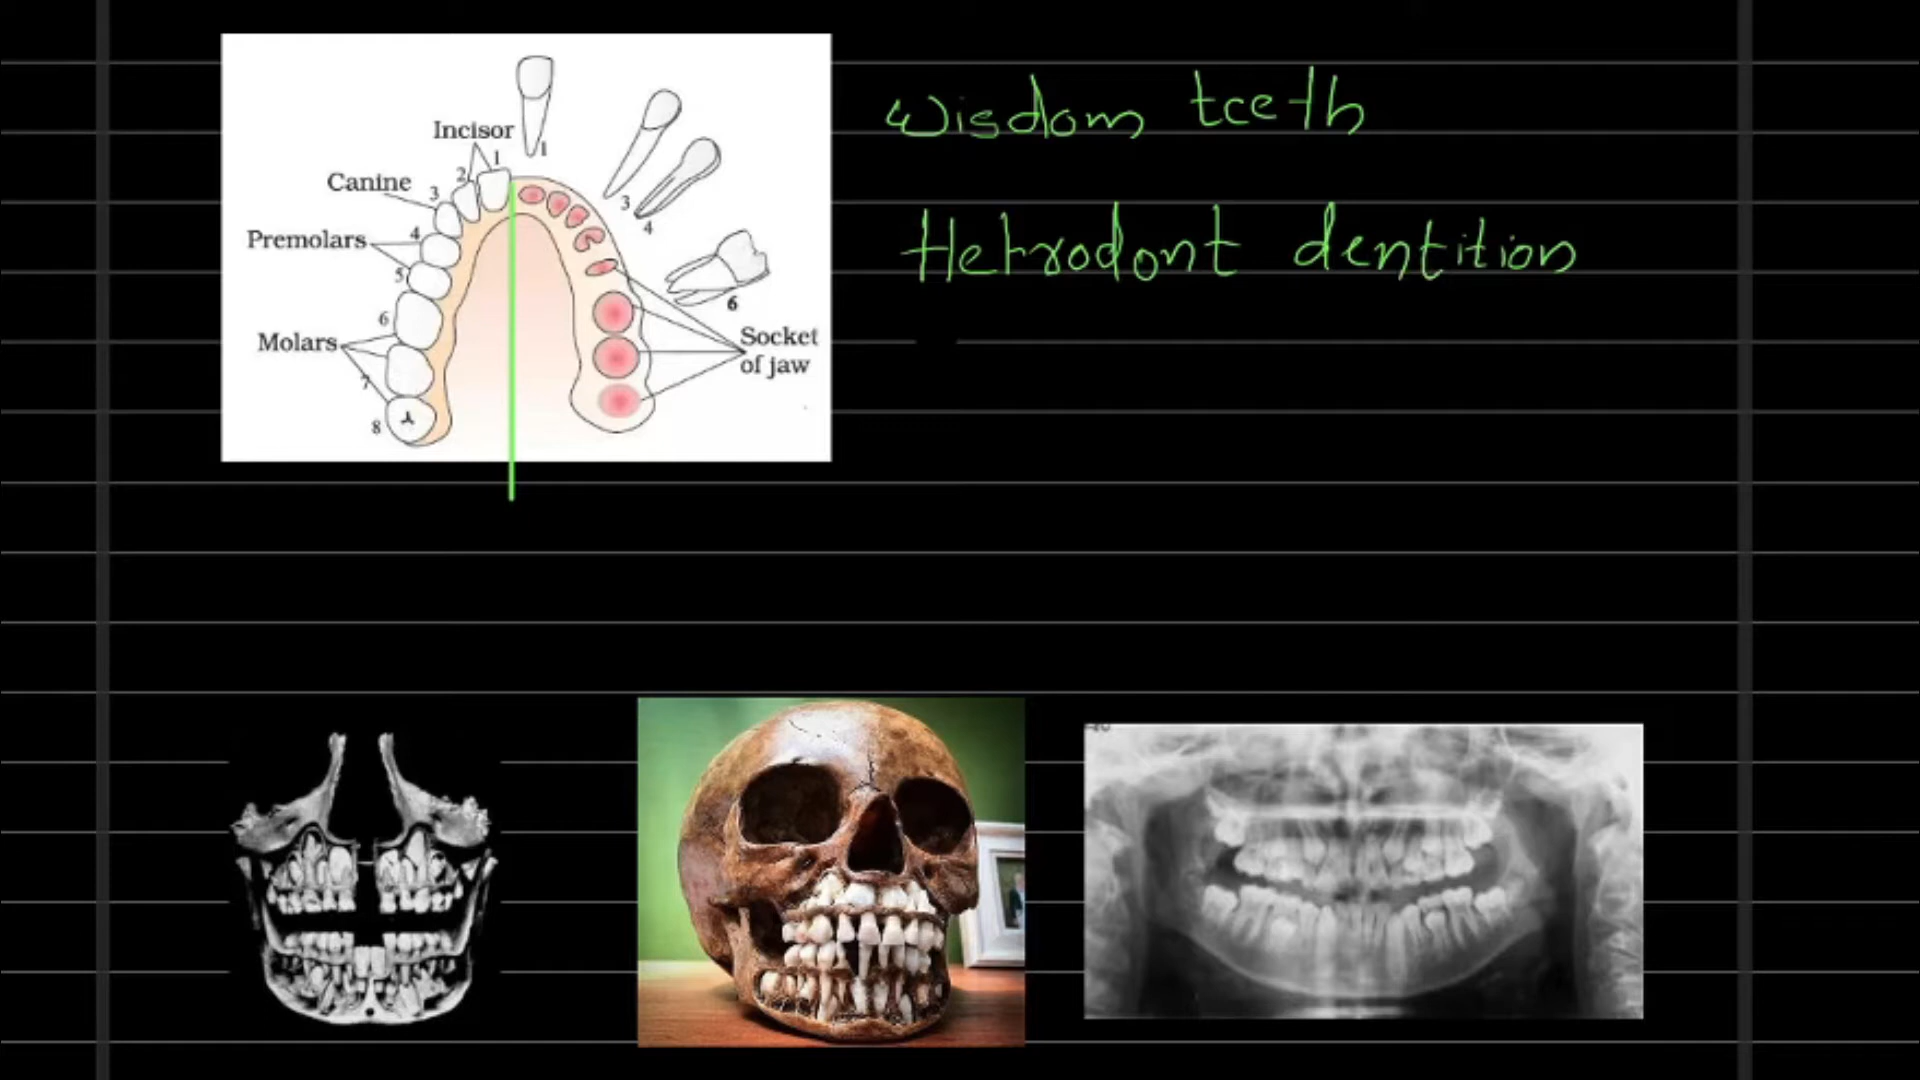 Wisdom teeth
Hetrodont dentition
Incisor
1
1
2
Canine
3
3
4
Premolars
4
5
6
6
Molars
7
8
Socket
of jaw